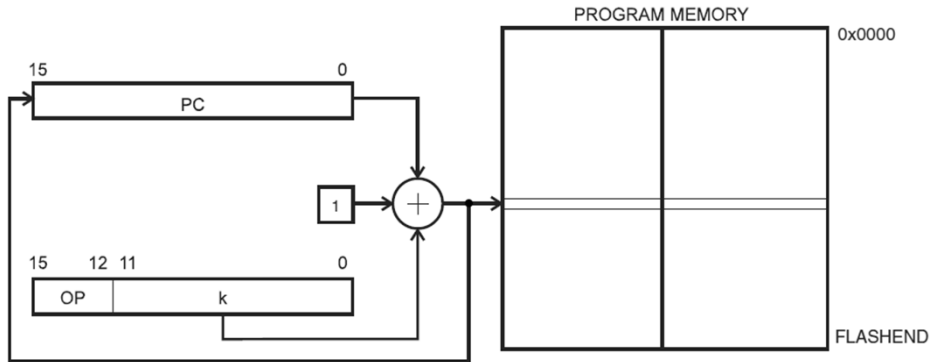 PROGRAM MEMORY
0x0000
15 0
PC
1
+
15 12 11 0
OP k
FLASHEND